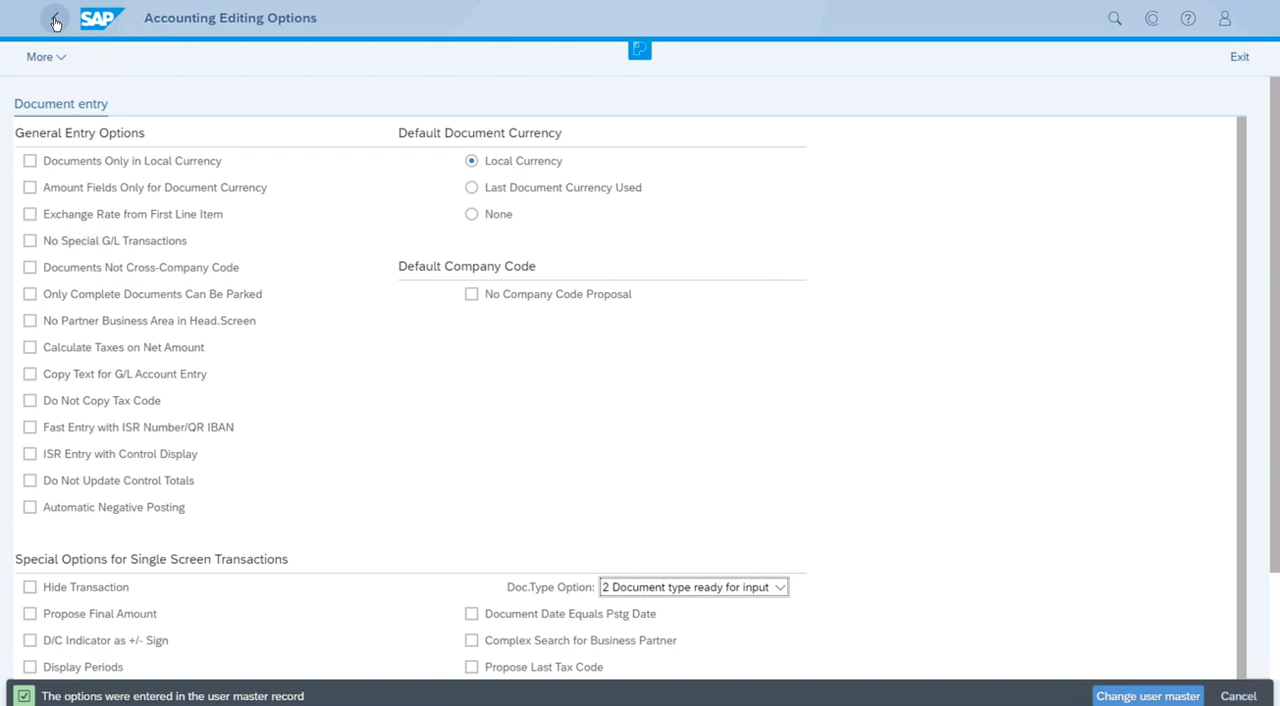 SAP Accounting Editing Options
More Exit
Document entry
General Entry Options Default Document Currency
Documents Only in Local Currency Local Currency
Amount Fields Only for Document Currency Last Document Currency Used
Exchange Rate from First Line Item None
No Special G/L Transactions
Documents Not Cross-Company Code Default Company Code
Only Complete Documents Can Be Parked No Company Code Proposal
No Partner Business Area in Head.Screen
Calculate Taxes on Net Amount
Copy Text for G/L Account Entry
Do Not Copy Tax Code
Fast Entry with ISR Number/QR IBAN
ISR Entry with Control Display
Do Not Update Control Totals
Automatic Negative Posting
Special Options for Single Screen Transactions
Hide Transaction Doc.Type Option: 2 Document type ready for input
Propose Final Amount Document Date Equals Pstg Date
D/C Indicator as +/- Sign Complex Search for Business Partner
Display Periods Propose Last Tax Code
The options were entered in the user master record Change user master Cancel